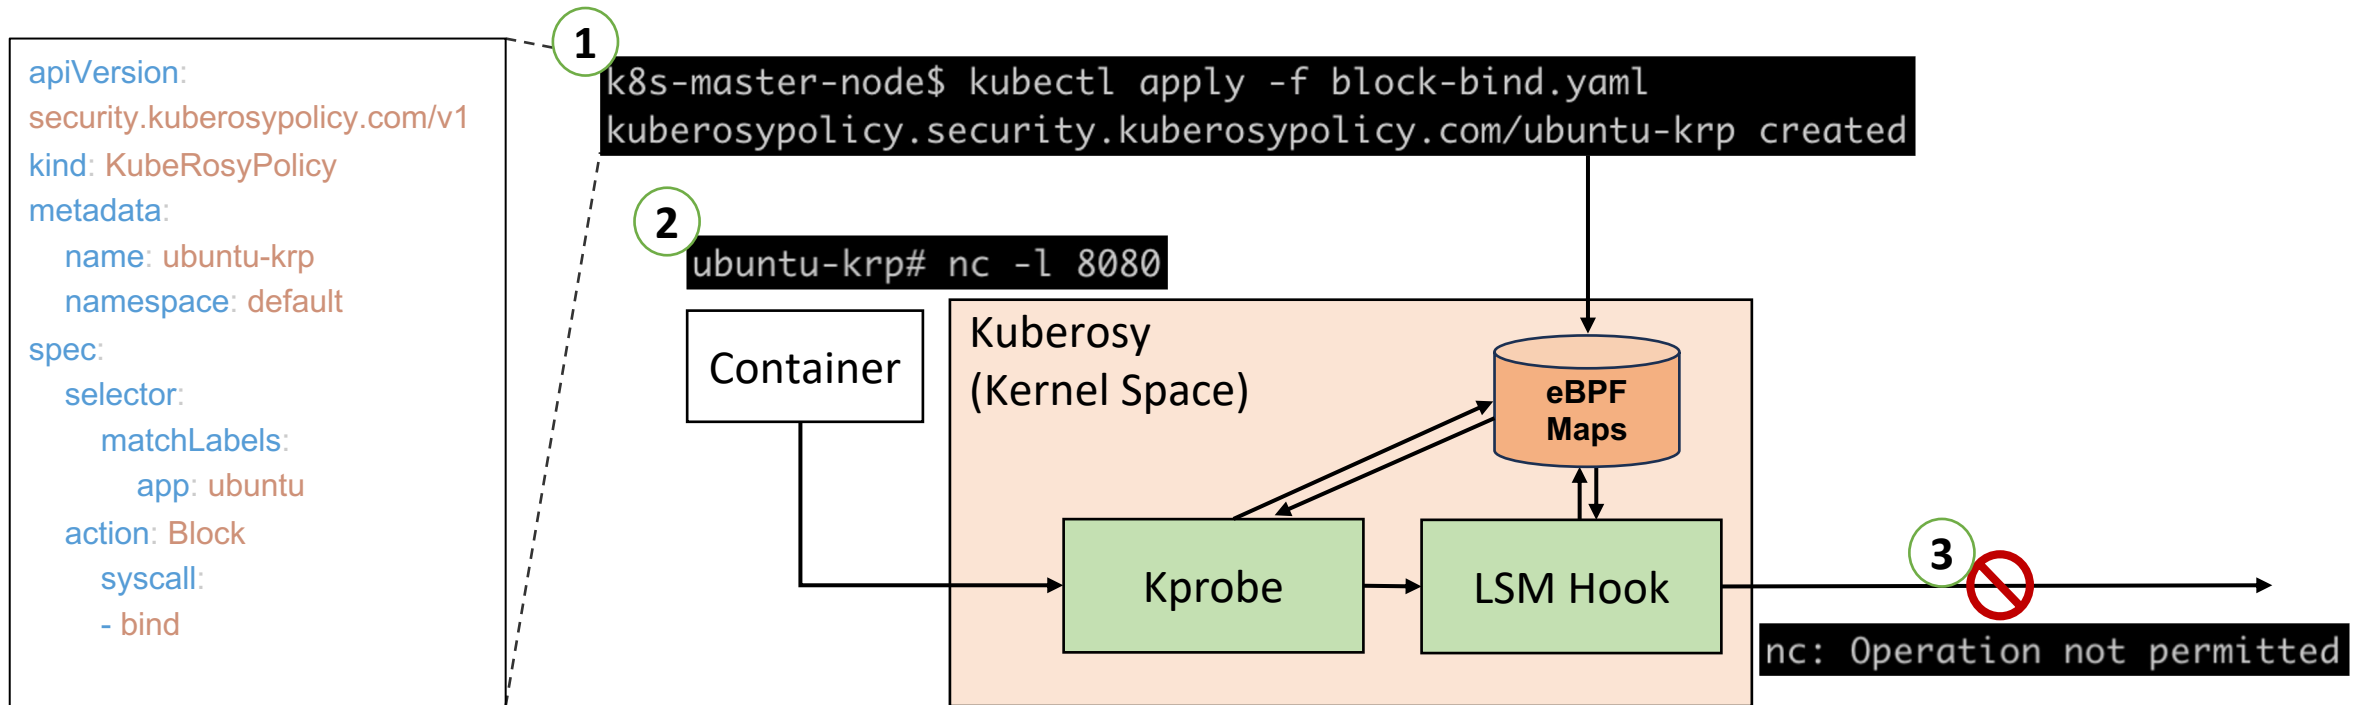 apiVersion:
security.kuberosypolicy.com/v1
kind: KubeRosyPolicy
metadata:
name: ubuntu-krp
namespace: default
spec:
selector:
matchLabels:
app: ubuntu
action: Block
syscall:
- bind
1
k8s-master-node$ kubectl apply -f block-bind.yaml
kuberosypolicy.security.kuberosypolicy.com/ubuntu-krp created
2
ubuntu-krp# nc -l 8080
Container
Kuberosy
(Kernel Space)
eBPF
Maps
Kprobe
LSM Hook
3
nc: Operation not permitted